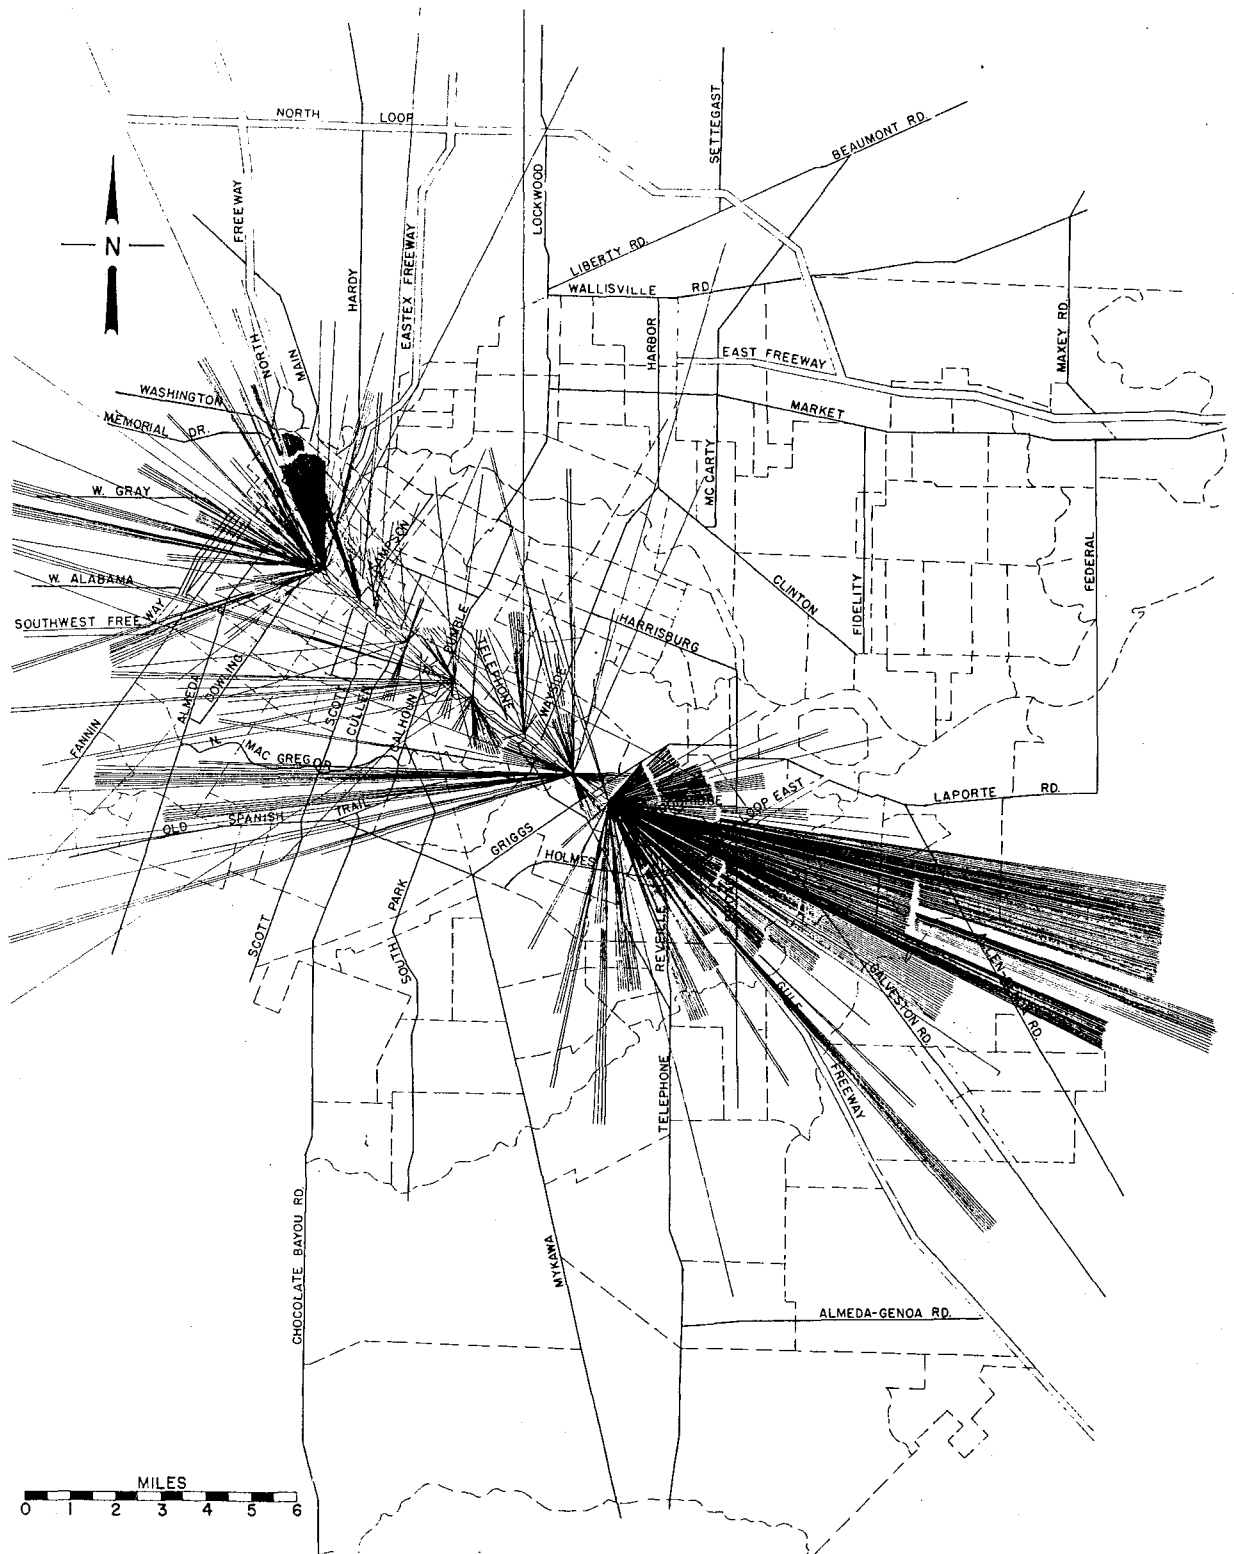 NORTH LOOP
SETTEGAST
BEAUMONT RD.
FREEWAY
HARDY
EASTEX FREEWAY
LOCKWOOD
LIBERTY RD.
N
WALLISVILLE RD.
HARBOR
MAXEY RD.
NORTH
MAIN
EAST FREEWAY
WASHINGTON
MEMORIAL DR.
MARKET
MC CARTY
W. GRAY
SAMPSON
CLINTON
FIDELITY
FEDERAL
W. ALABAMA
SOUTHWEST FREEWAY
HARRISBURG
TELEPHONE
WAYSIDE
DOWLING
ALMEDA
SCOTT
CULLEN
CALHOUN
FANNIN
N. MAC GREGOR
LOOP EAST
LAPORTE RD.
OLD SPANISH TRAIL
GRIGGS
HOLMES
SCOTT
SOUTH PARK
REVEILLE
GULF
FREEWAY
GALVESTON RD.
TELEPHONE
CHOCOLATE BAYOU RD.
MYKAWA
ALMEDA-GENOA RD.
MILES
0 1 2 3 4 5 6